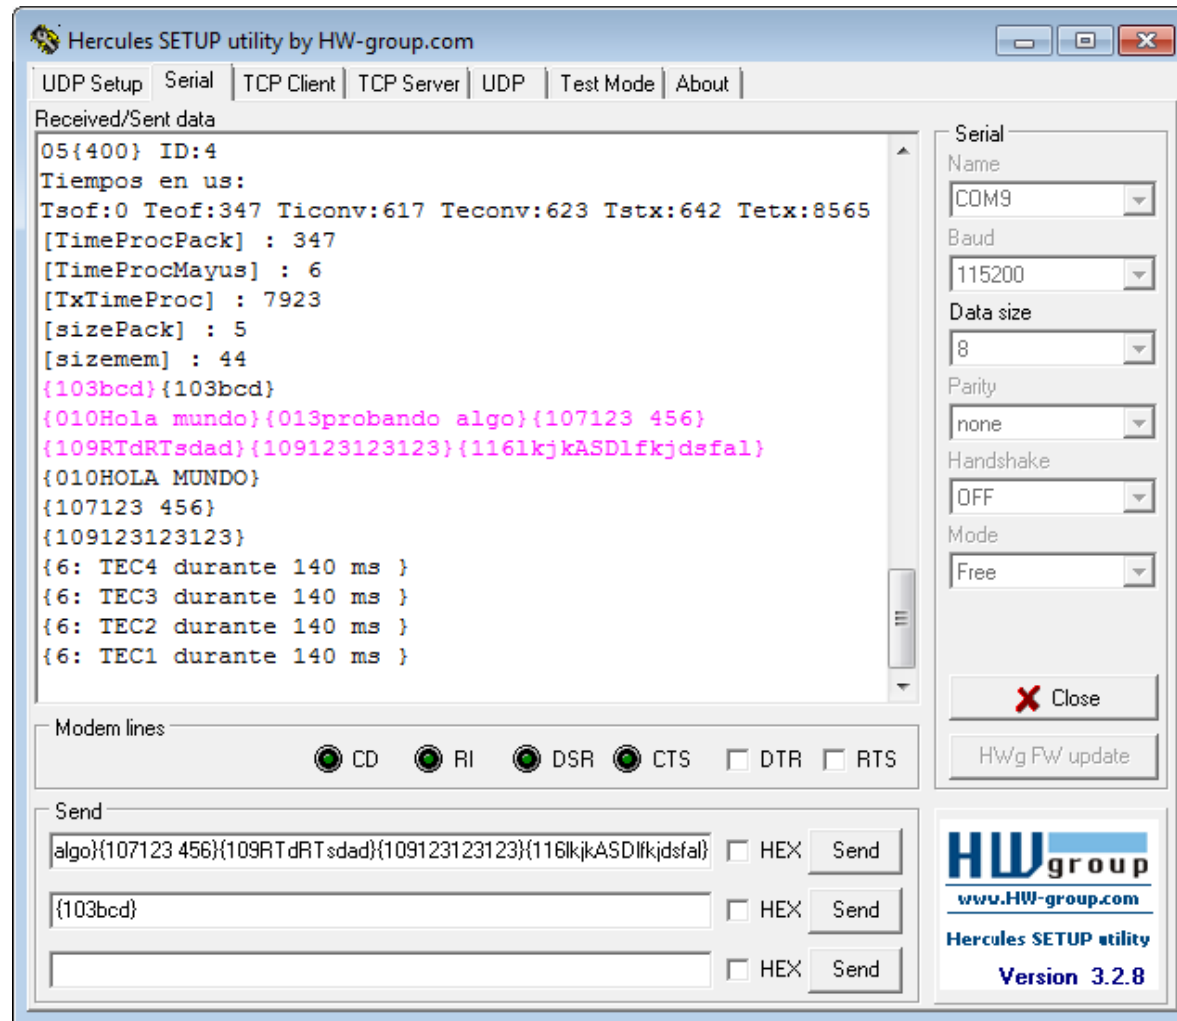 Hercules SETUP utility by HW-group.com
UDP Setup Serial TCP Client TCP Server UDP Test Mode About
Received/Sent data
05{400} ID:4
Tiempos en us:
Tsof:0 Teof:347 Ticonv:617 Teconv:623 Tstx:642 Tetx:8565
[TimeProcPack] : 347
[TimeProcMayus] : 6
[TxTimeProc] : 7923
[sizePack] : 5
[sizemem] : 44
{103bcd}{103bcd}
{010Hola mundo}{013probando algo}{107123 456}
{109RTdRTsdad}{109123123123}{116lkjkASDlfkjdsfal}
{010HOLA MUNDO}
{107123 456}
{109123123123}
{6: TEC4 durante 140 ms }
{6: TEC3 durante 140 ms }
{6: TEC2 durante 140 ms }
{6: TEC1 durante 140 ms }
Serial
Name
COM9
Baud
115200
Data size
8
Parity
none
Handshake
OFF
Mode
Free
Close
HWg FW update
Modem lines
CD RI DSR CTS DTR RTS
Send
algo}{107123 456}{109RTdRTsdad}{109123123123}{116lkjkASDlfkjdsfal} HEX Send
{103bcd} HEX Send
HEX Send
HW group
www.HW-group.com
Hercules SETUP utility
Version 3.2.8